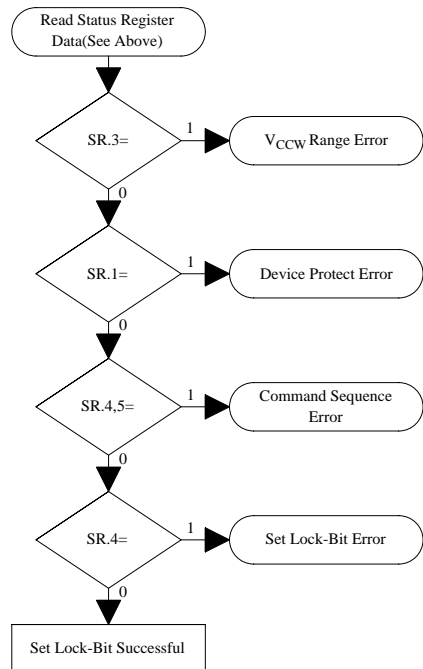 Read Status Register
Data(See Above)
SR.3=
1
VCCW Range Error
0
SR.1=
1
Device Protect Error
0
SR.4,5=
1
Command Sequence
Error
0
SR.4=
1
Set Lock-Bit Error
0
Set Lock-Bit Successful